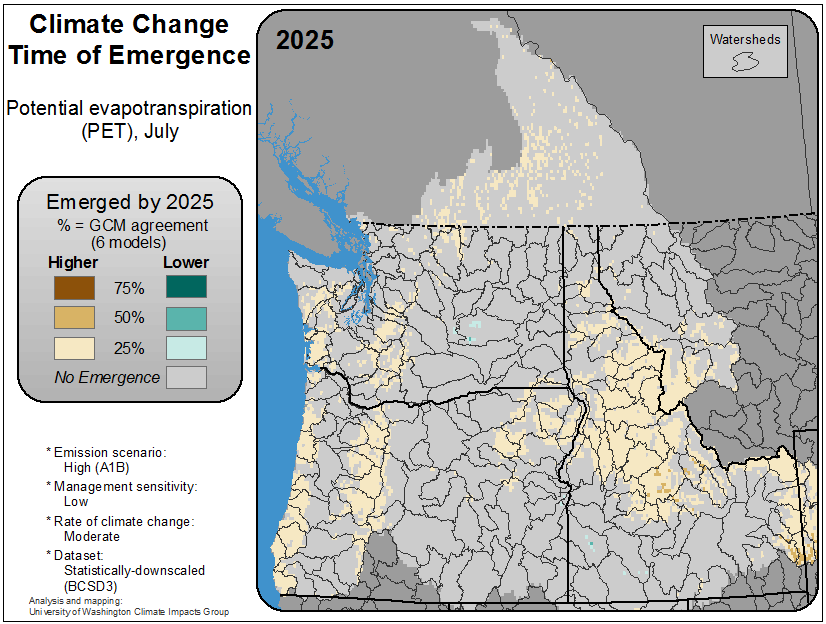 Climate Change
Time of Emergence
Potential evapotranspiration
(PET), July
Emerged by 2025
% = GCM agreement
(6 models)
Higher Lower
75%
50%
25%
No Emergence
* Emission scenario:
High (A1B)
* Management sensitivity:
Low
* Rate of climate change:
Moderate
* Dataset:
Statistically-downscaled
(BCSD3)
Analysis and mapping:
University of Washington Climate Impacts Group
2025
Watersheds